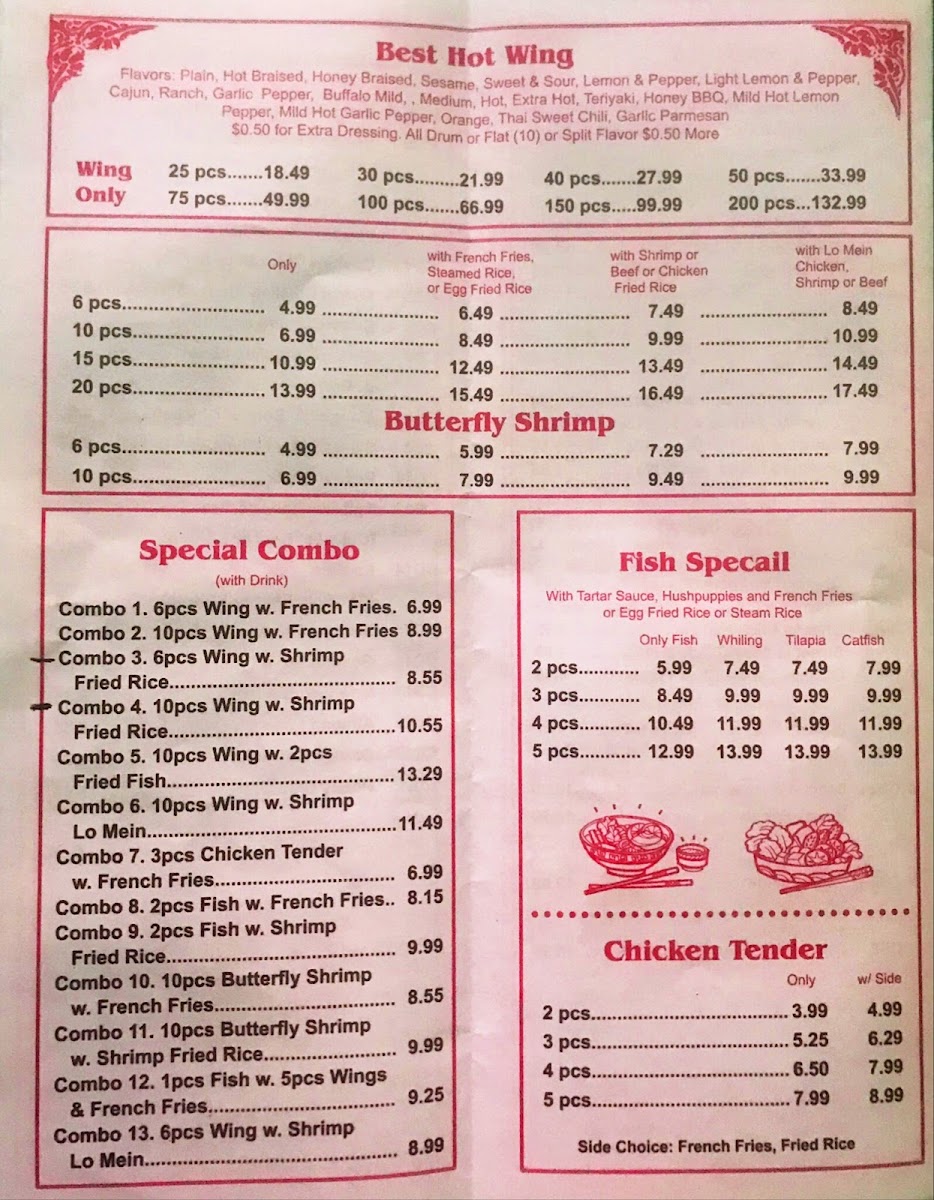 Best Hot Wing
Flavors: Plain, Hot Braised, Honey Braised, Sesame, Sweet & Sour, Lemon & Pepper, Light Lemon & Pepper,
Cajun, Ranch, Garlic Pepper, Buffalo Mild, , Medium, Hot, Extra Hot, Teriyaki, Honey BBQ, Mild Hot Lemon
Pepper, Mild Hot Garlic Pepper, Orange, Thai Sweet Chili, Garlic Parmesan
$0.50 for Extra Dressing. All Drum or Flat (10) or Split Flavor $0.50 More
Wing Only
25 pcs.......18.49 30 pcs........21.99 40 pcs.......27.99 50 pcs.......33.99
75 pcs.......49.99 100 pcs.......66.99 150 pcs.....99.99 200 pcs...132.99
Only
with French Fries,
Steamed Rice,
or Egg Fried Rice
with Shrimp or
Beef or Chicken
Fried Rice
with Lo Mein
Chicken,
Shrimp or Beef
6 pcs.......................... 4.99 ..................... 6.49 ........................ 7.49 ....................... 8.49
10 pcs........................ 6.99 ..................... 8.49 ........................ 9.99 ....................... 10.99
15 pcs........................ 10.99 ..................... 12.49 ........................ 13.49 ....................... 14.49
20 pcs........................ 13.99 ..................... 15.49 ........................ 16.49 ....................... 17.49
Butterfly Shrimp
6 pcs.......................... 4.99 ..................... 5.99 ........................ 7.29 ....................... 7.99
10 pcs........................ 6.99 ..................... 7.99 ........................ 9.49 ....................... 9.99
Special Combo
(with Drink)
Combo 1. 6pcs Wing w. French Fries. 6.99
Combo 2. 10pcs Wing w. French Fries 8.99
Combo 3. 6pcs Wing w. Shrimp
Fried Rice......................................... 8.55
Combo 4. 10pcs Wing w. Shrimp
Fried Rice.........................................10.55
Combo 5. 10pcs Wing w. 2pcs
Fried Fish.........................................13.29
Combo 6. 10pcs Wing w. Shrimp
Lo Mein.............................................11.49
Combo 7. 3pcs Chicken Tender
w. French Fries................................. 6.99
Combo 8. 2pcs Fish w. French Fries.. 8.15
Combo 9. 2pcs Fish w. Shrimp
Fried Rice.......................................... 9.99
Combo 10. 10pcs Butterfly Shrimp
w. French Fries................................. 8.55
Combo 11. 10pcs Butterfly Shrimp
w. Shrimp Fried Rice........................ 9.99
Combo 12. 1pcs Fish w. 5pcs Wings
& French Fries.................................. 9.25
Combo 13. 6pcs Wing w. Shrimp
Lo Mein.............................................. 8.99
Fish Specail
With Tartar Sauce, Hushpuppies and French Fries
or Egg Fried Rice or Steam Rice
Only Fish Whiling Tilapia Catfish
2 pcs............ 5.99 7.49 7.49 7.99
3 pcs............ 8.49 9.99 9.99 9.99
4 pcs............ 10.49 11.99 11.99 11.99
5 pcs............ 12.99 13.99 13.99 13.99
Chicken Tender
Only w/ Side
2 pcs....................................3.99 4.99
3 pcs....................................5.25 6.29
4 pcs....................................6.50 7.99
5 pcs....................................7.99 8.99
Side Choice: French Fries, Fried Rice